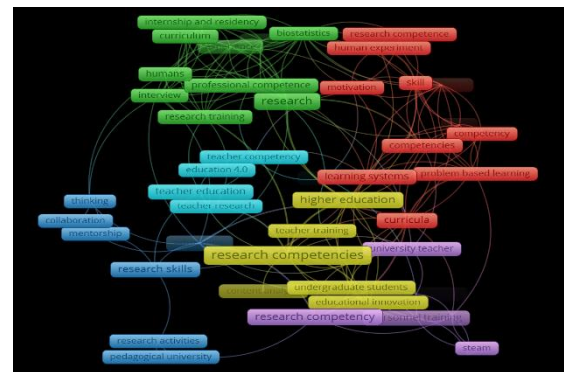 internship and residency
curriculum
biostatistics
research competence
human experiment
humans
professional competence
interview
research
motivation
skill
research training
competency
competencies
teacher competency
education 4.0
learning systems
problem based learning
teacher education
teacher research
higher education
thinking
collaboration
mentorship
curricula
teacher training
university teacher
research competencies
research skills
undergraduate students
educational innovation
research competency
research activities
pedagogical university
steam